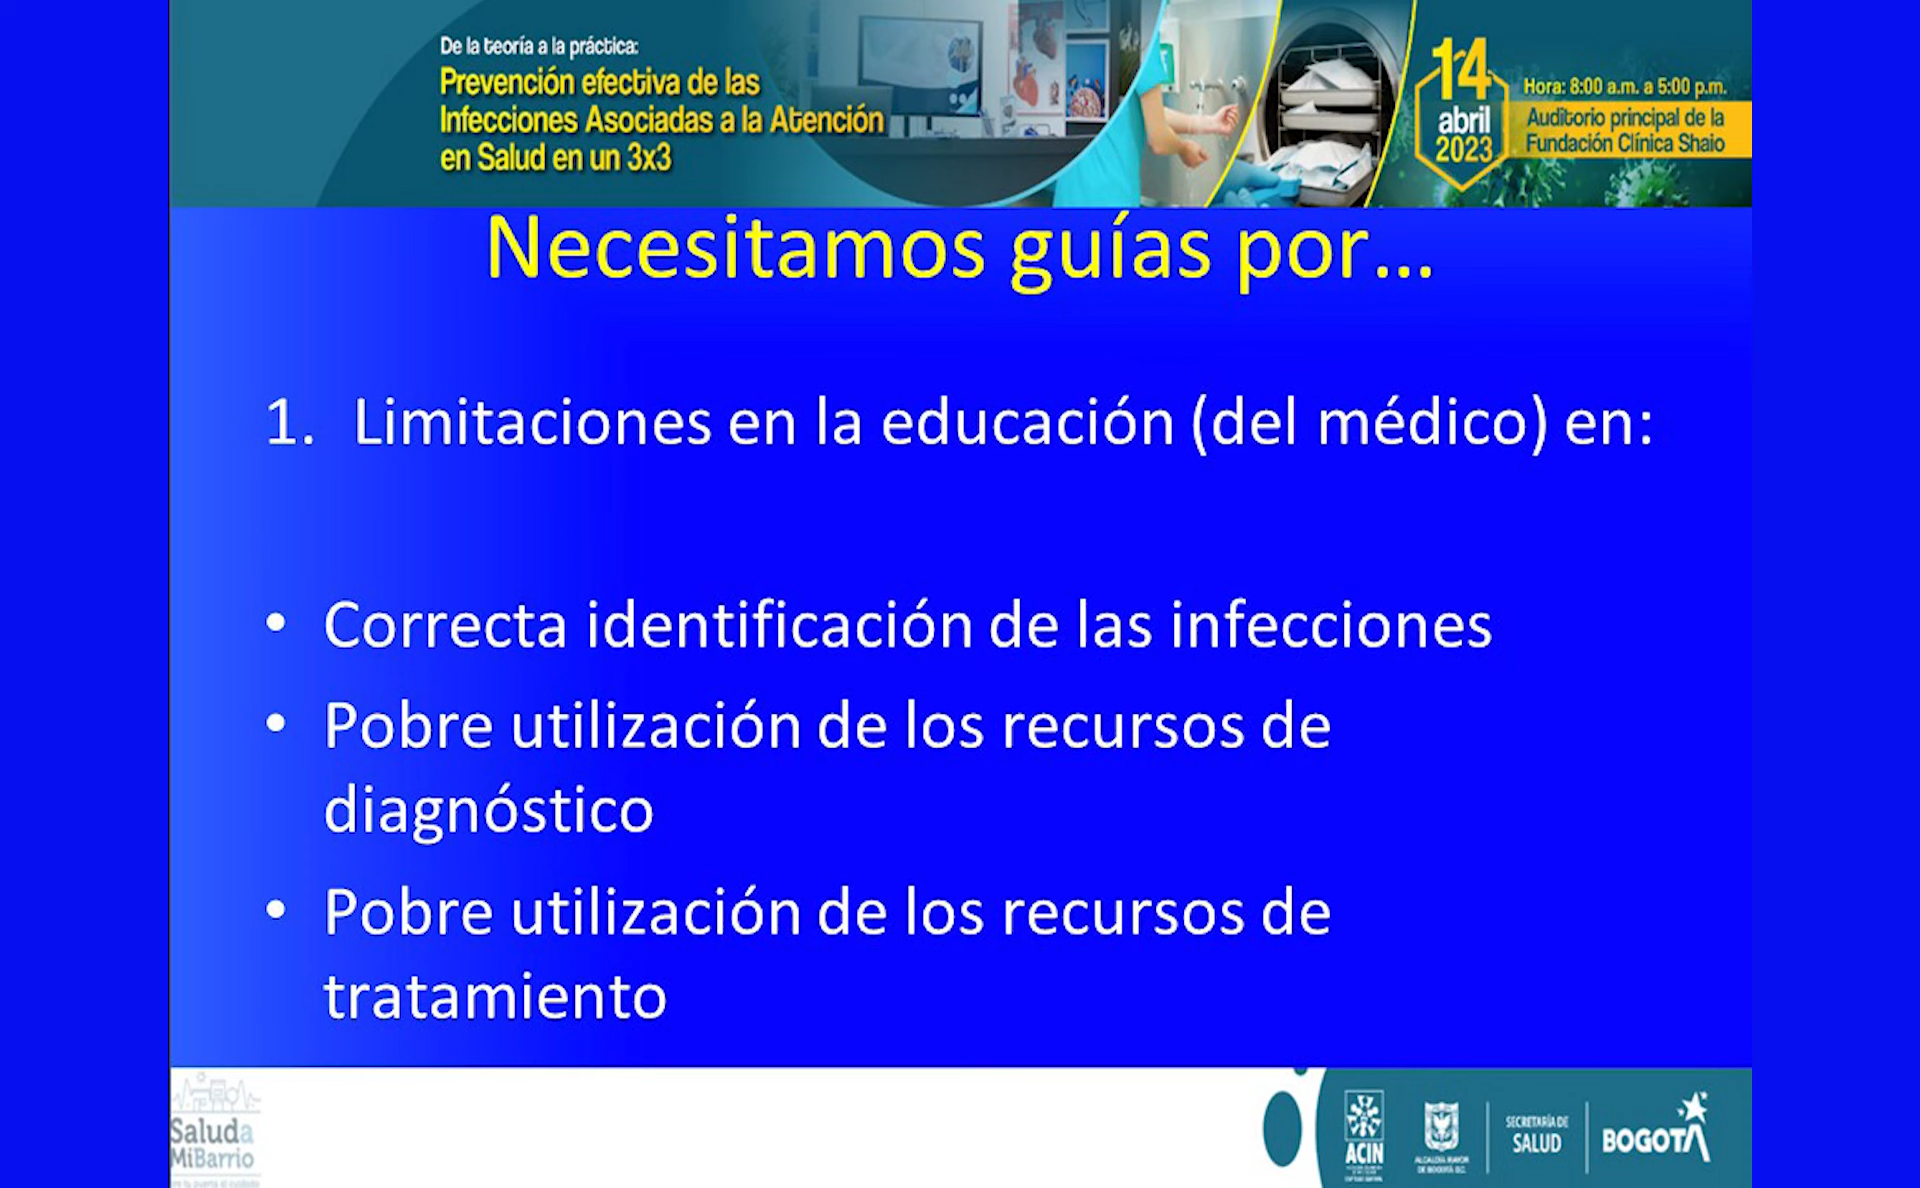 De la teoría a la práctica:
Prevención efectiva de las
Infecciones Asociadas a la Atención
en Salud en un 3x3
14
abril
2023
Hora: 8:00 a.m. a 5:00 p.m.
Auditorio principal de la
Fundación Clínica Shaio
Necesitamos guías por...
1. Limitaciones en la educación (del médico) en:
• Correcta identificación de las infecciones
• Pobre utilización de los recursos de
diagnóstico
• Pobre utilización de los recursos de
tratamiento
Saluda
MiBarrio
ACIN
ALCALDÍA MAYOR
DE BOGOTÁ D.C.
SECRETARÍA DE
SALUD
BOGOTÁ